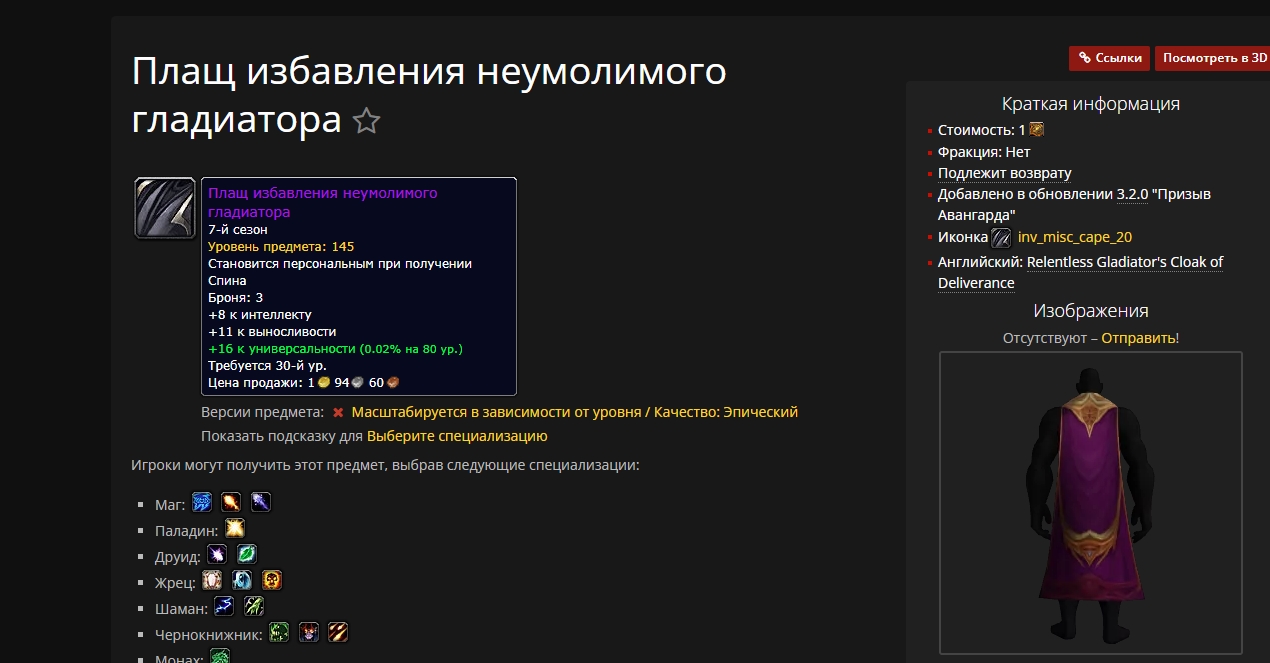 Плащ избавления неумолимого
гладиатора
Ссылки
Посмотреть в 3D
Плащ избавления неумолимого
гладиатора
7-й сезон
Уровень предмета: 145
Становится персональным при получении
Спина
Броня: 3
+8 к интеллекту
+11 к выносливости
+16 к универсальности (0.02% на 80 ур.)
Требуется 30-й ур.
Цена продажи: 1 94 60
Версии предмета: Масштабируется в зависимости от уровня / Качество: Эпический
Показать подсказку для Выберите специализацию
Игроки могут получить этот предмет, выбрав следующие специализации:
Маг:
Паладин:
Друид:
Жрец:
Шаман:
Чернокнижник:
Монах:
Краткая информация
Стоимость: 1
Фракция: Нет
Подлежит возврату
Добавлено в обновлении 3.2.0 "Призыв
Авангарда"
Иконка inv_misc_cape_20
Английский: Relentless Gladiator's Cloak of
Deliverance
Изображения
Отсутствуют – Отправить!